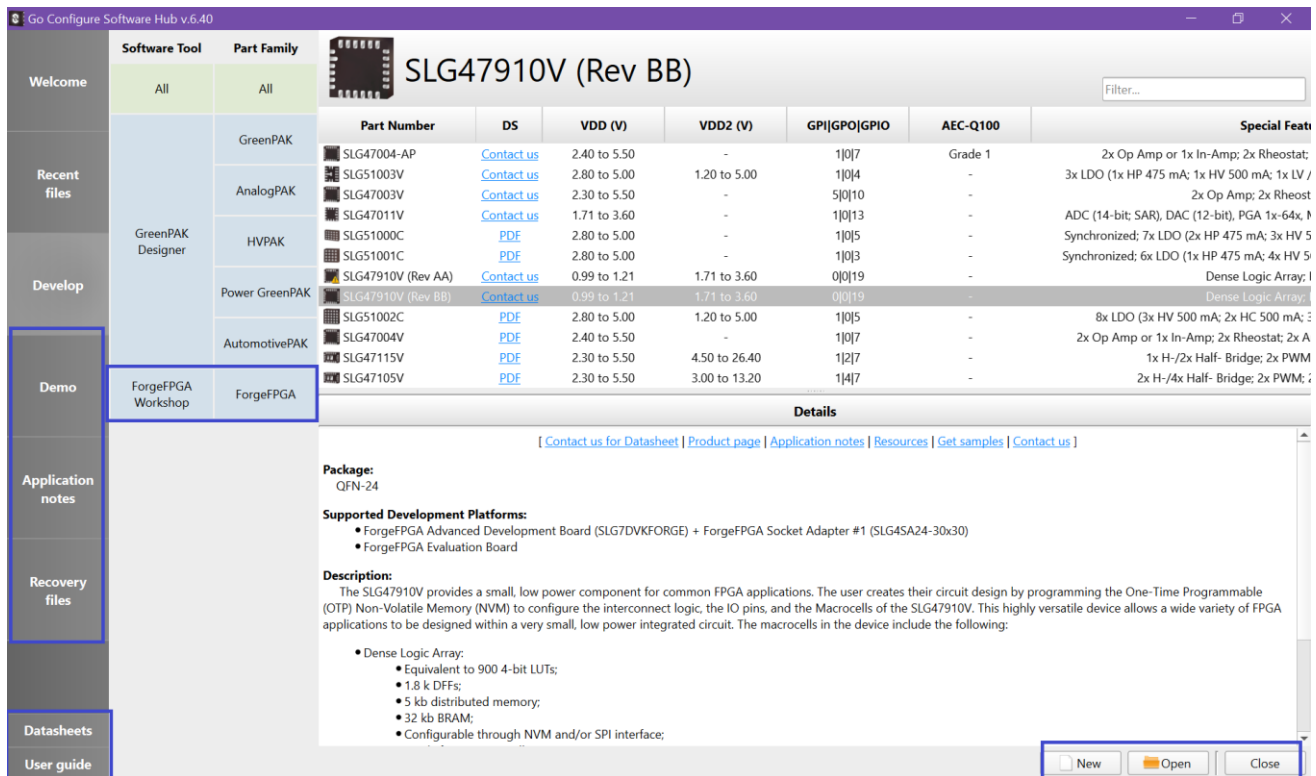 Go Configure Software Hub v.6.40
Welcome
Recent files
Develop
Demo
Application notes
Recovery files
Datasheets
User guide
Software Tool Part Family
All All
GreenPAK Designer
GreenPAK
AnalogPAK
HVPAK
Power GreenPAK
AutomotivePAK
ForgeFPGA Workshop ForgeFPGA
SLG47910V (Rev BB)
Filter...
Part Number DS VDD (V) VDD2 (V) GPI|GPO|GPIO AEC-Q100 Special Featu
SLG47004-AP Contact us 2.40 to 5.50 - 1|0|7 Grade 1 2x Op Amp or 1x In-Amp; 2x Rheostat;
SLG51003V Contact us 2.80 to 5.00 1.20 to 5.00 1|0|4 - 3x LDO (1x HP 475 mA; 1x HV 500 mA; 1x LV /
SLG47003V Contact us 2.30 to 5.50 - 5|0|10 - 2x Op Amp; 2x Rheost
SLG47011V Contact us 1.71 to 3.60 - 1|0|13 - ADC (14-bit; SAR), DAC (12-bit), PGA 1x-64x, M
SLG51000C PDF 2.80 to 5.00 - 1|0|5 - Synchronized; 7x LDO (2x HP 475 mA; 3x HV 5
SLG51001C PDF 2.80 to 5.00 - 1|0|3 - Synchronized; 6x LDO (1x HP 475 mA; 4x HV 50
SLG47910V (Rev AA) Contact us 0.99 to 1.21 1.71 to 3.60 0|0|19 - Dense Logic Array;
SLG47910V (Rev BB) Contact us 0.99 to 1.21 1.71 to 3.60 0|0|19 - Dense Logic Array;
SLG51002C PDF 2.80 to 5.00 1.20 to 5.00 1|0|5 - 8x LDO (3x HV 500 mA; 2x HC 500 mA; 3
SLG47004V PDF 2.40 to 5.50 - 1|0|7 - 2x Op Amp or 1x In-Amp; 2x Rheostat; 2x A
SLG47115V PDF 2.30 to 5.50 4.50 to 26.40 1|2|7 - 1x H-/2x Half- Bridge; 2x PWM
SLG47105V PDF 2.30 to 5.50 3.00 to 13.20 1|4|7 - 2x H-/4x Half- Bridge; 2x PWM; 2
Details
[ Contact us for Datasheet | Product page | Application notes | Resources | Get samples | Contact us ]
Package:
QFN-24
Supported Development Platforms:
• ForgeFPGA Advanced Development Board (SLG7DVKFORGE) + ForgeFPGA Socket Adapter #1 (SLG4SA24-30x30)
• ForgeFPGA Evaluation Board
Description:
The SLG47910V provides a small, low power component for common FPGA applications. The user creates their circuit design by programming the One-Time Programmable
(OTP) Non-Volatile Memory (NVM) to configure the interconnect logic, the IO pins, and the Macrocells of the SLG47910V. This highly versatile device allows a wide variety of FPGA
applications to be designed within a very small, low power integrated circuit. The macrocells in the device include the following:
• Dense Logic Array:
• Equivalent to 900 4-bit LUTs;
• 1.8 k DFFs;
• 5 kb distributed memory;
• 32 kb BRAM;
• Configurable through NVM and/or SPI interface;
New Open Close